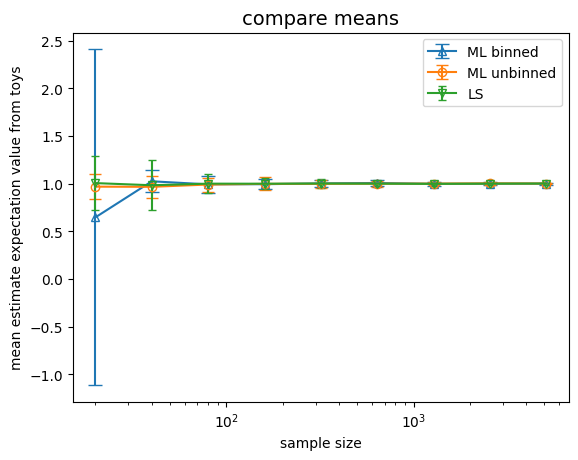 compare means
mean estimate expectation value from toys
2.5
2.0
1.5
1.0
0.5
0.0
−0.5
−1.0
ML binned
ML unbinned
LS
10²
10³
sample size